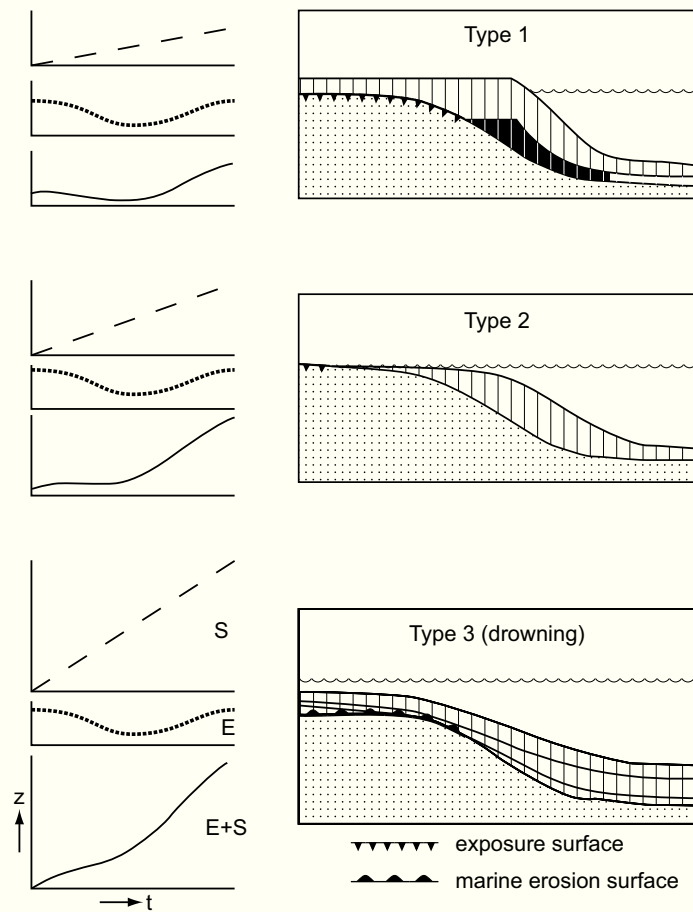 Type 1
Type 2
S
E
z
E+S
t
Type 3 (drowning)
exposure surface
marine erosion surface